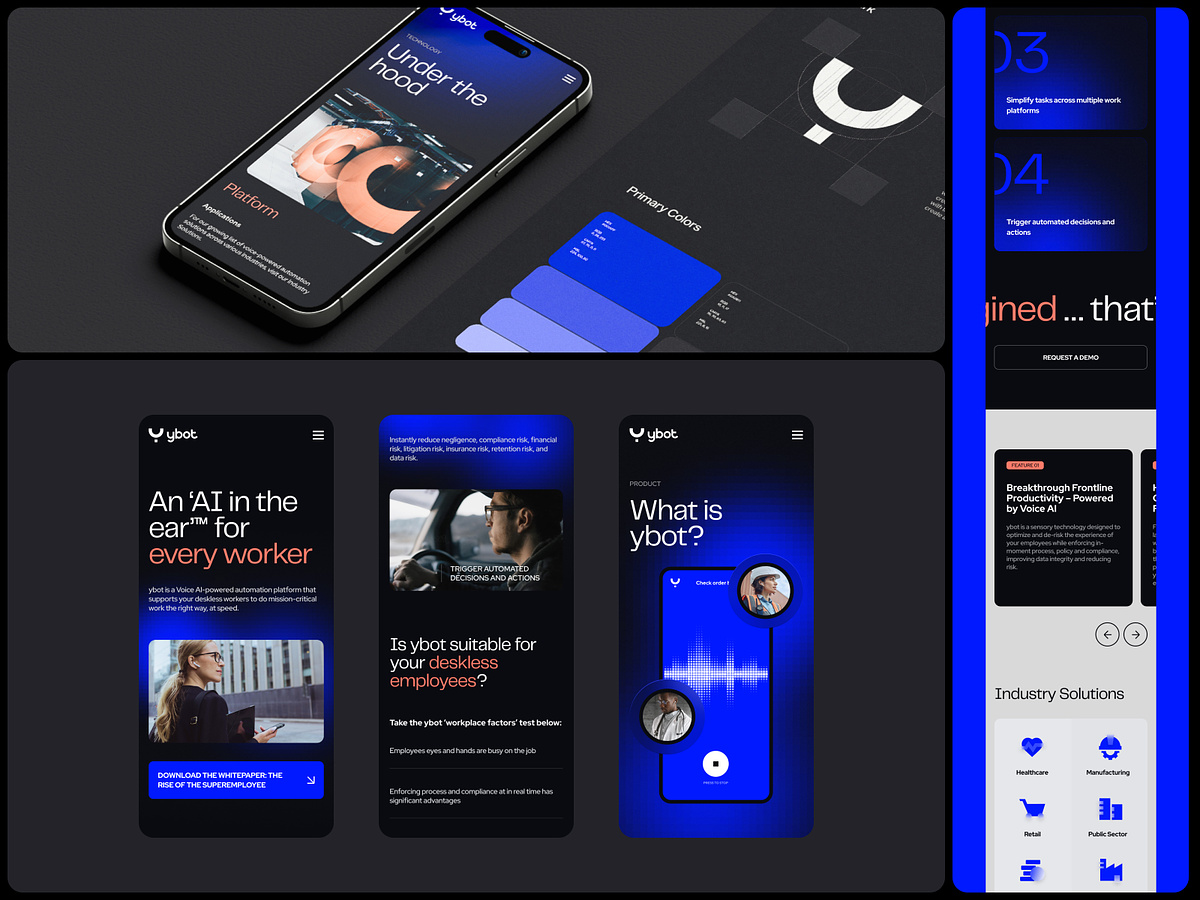 ybot
TECHNOLOGY
Under the
hood
Platform
Applications
For our growing list of voice-powered automation
solutions across various industries, visit our Industry
Solutions.
Primary Colors
ybot
An ‘AI in the
ear’™ for
every worker
ybot is a Voice AI-powered automation platform that
supports your deskless workers to do mission-critical
work the right way, at speed.
DOWNLOAD THE WHITEPAPER: THE
RISE OF THE SUPEREMPLOYEE
Instantly reduce negligence, compliance risk, financial
risk, litigation risk, insurance risk, retention risk, and
data risk.
TRIGGER AUTOMATED
DECISIONS AND ACTIONS
Is ybot suitable for
your deskless
employees?
Take the ybot ‘workplace factors’ test below:
Employees eyes and hands are busy on the job
Enforcing process and compliance at in real time has
significant advantages
ybot
PRODUCT
What is
ybot?
Check order
PRESS TO STOP
03
Simplify tasks across multiple work
platforms
04
Trigger automated decisions and
actions
gined ... that’
REQUEST A DEMO
FEATURE 01
Breakthrough Frontline
Productivity – Powered
by Voice AI
ybot is a sensory technology designed to
optimize and de-risk the experience of
your employees while enforcing in-
moment process, policy and compliance,
improving data integrity and reducing
risk.
Industry Solutions
Healthcare
Manufacturing
Retail
Public Sector